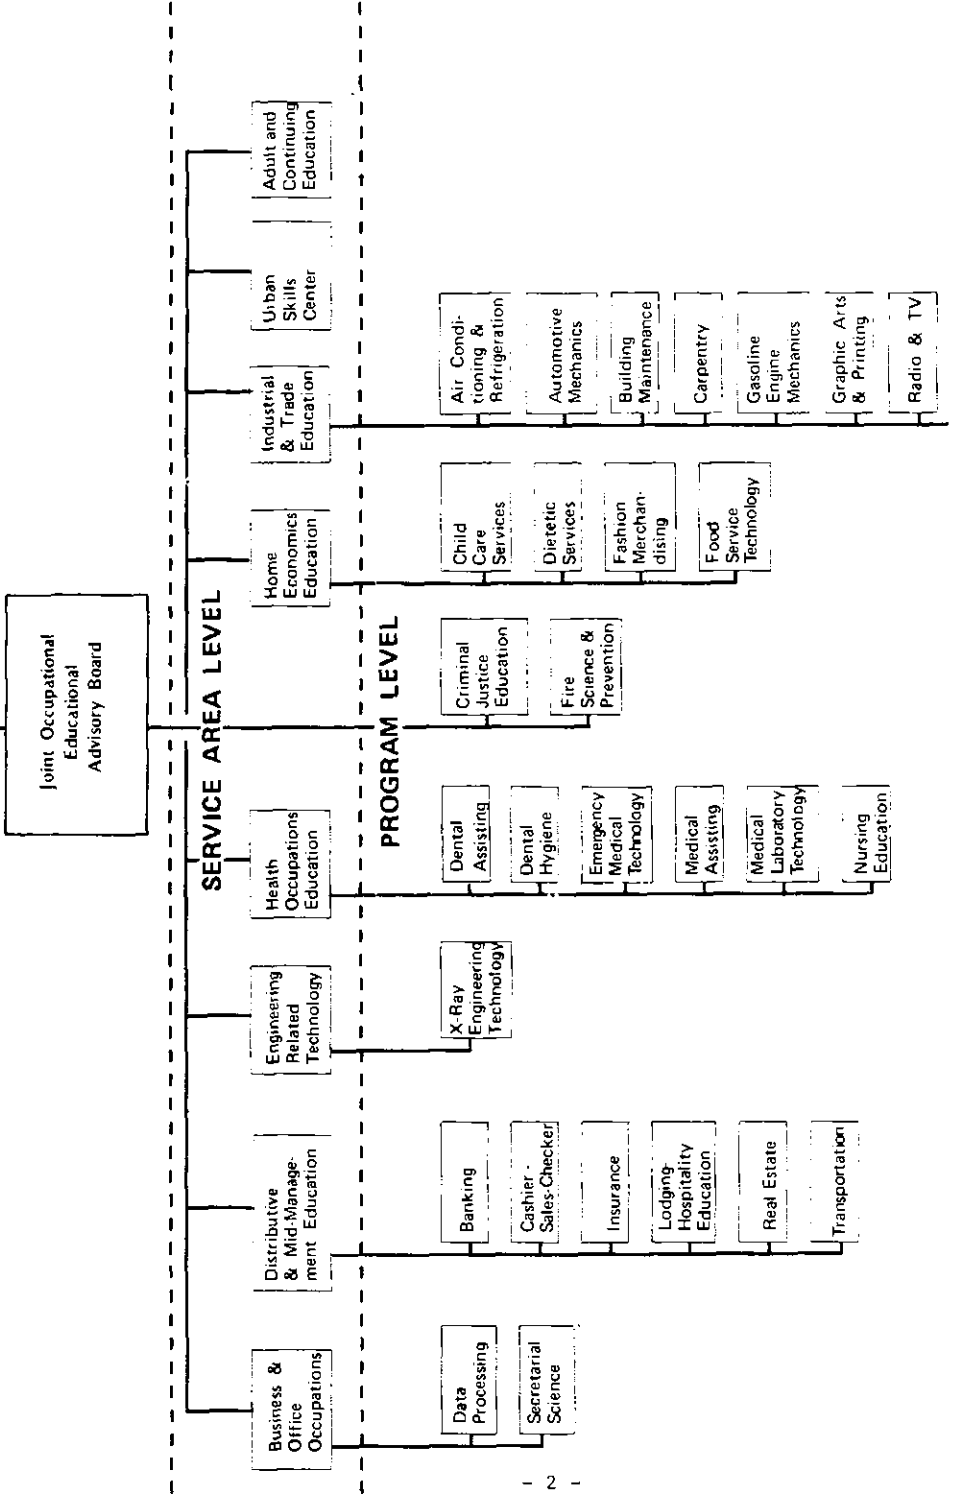 Joint Occupational
Educational
Advisory Board
SERVICE AREA LEVEL
Business &
Office
Occupations
Distributive
& Mid-Manage-
ment Education
Engineering
Related
Technology
Health
Occupations
Education
Home
Economics
Education
Industrial
& Trade
Education
Urban
Skills
Center
Adult and
Continuing
Education
PROGRAM LEVEL
Data
Processing
Secretarial
Science
Banking
Cashier -
Sales-Checker
Insurance
Lodging-
Hospitality
Education
Real Estate
Transportation
X-Ray
Engineering
Technology
Dental
Assisting
Dental
Hygiene
Emergency
Medical
Technology
Medical
Assisting
Medical
Laboratory
Technology
Nursing
Education
Criminal
Justice
Education
Fire
Science &
Prevention
Child
Care
Services
Dietetic
Services
Fashion
Merchan-
dising
Food
Service
Technology
Air Condi-
tioning &
Refrigeration
Automotive
Mechanics
Building
Maintenance
Carpentry
Gasoline
Engine
Mechanics
Graphic Arts
& Printing
Radio & TV
- 2 -